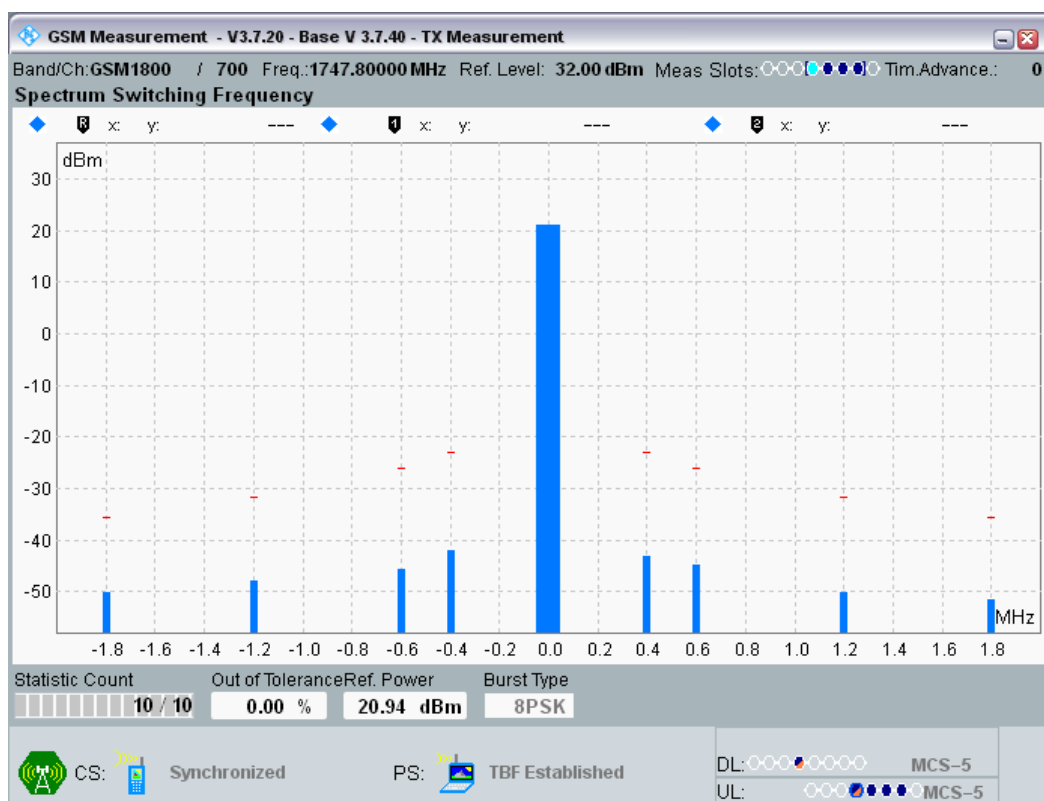 GSM Measurement - V3.7.20 - Base V 3.7.40 - TX Measurement
Band/Ch:GSM1800 / 700 Freq.:1747.80000 MHz Ref. Level: 32.00 dBm Meas Slots: Tim.Advance.: 0
Spectrum Switching Frequency
R x: y: --- 1 x: y: --- 2 x: y: ---
dBm
30
20
10
0
-10
-20
-30
-40
-50
MHz
-1.8 -1.6 -1.4 -1.2 -1.0 -0.8 -0.6 -0.4 -0.2 0.0 0.2 0.4 0.6 0.8 1.0 1.2 1.4 1.6 1.8
Statistic Count Out of Tolerance Ref. Power Burst Type
10 / 10 0.00 % 20.94 dBm 8PSK
CS: Synchronized PS: TBF Established
DL: MCS-5
UL: MCS-5